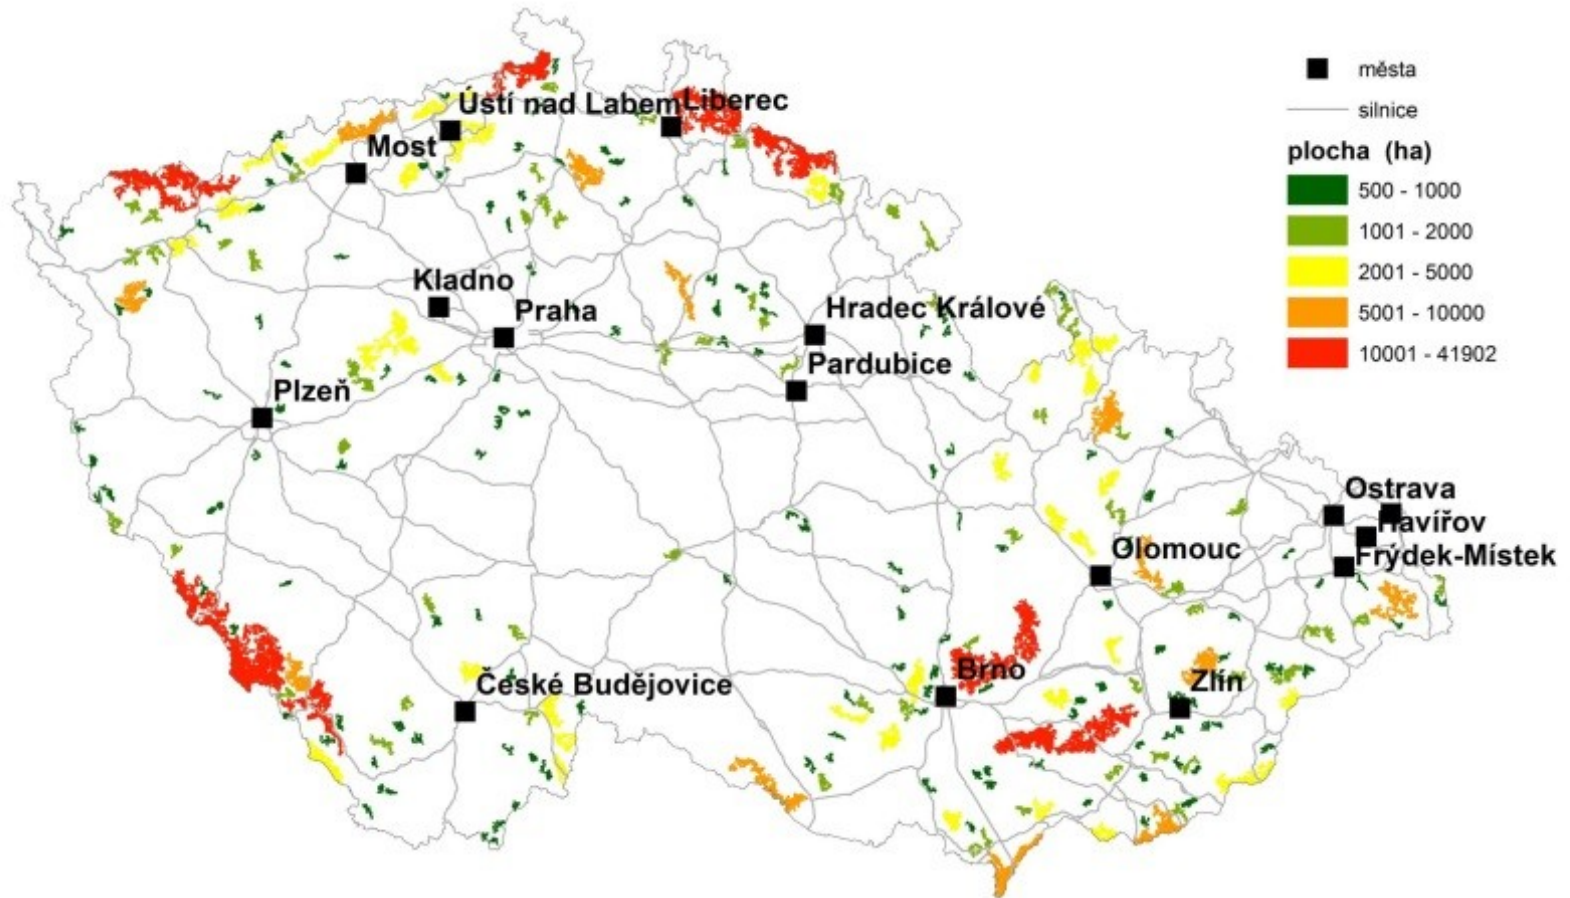 města
silnice
plocha (ha)
500 - 1000
1001 - 2000
2001 - 5000
5001 - 10000
10001 - 41902
Ústí nad Labem
Liberec
Most
Kladno
Praha
Hradec Králové
Pardubice
Plzeň
Ostrava
Havířov
Frýdek-Místek
Olomouc
Brno
Zlín
České Budějovice